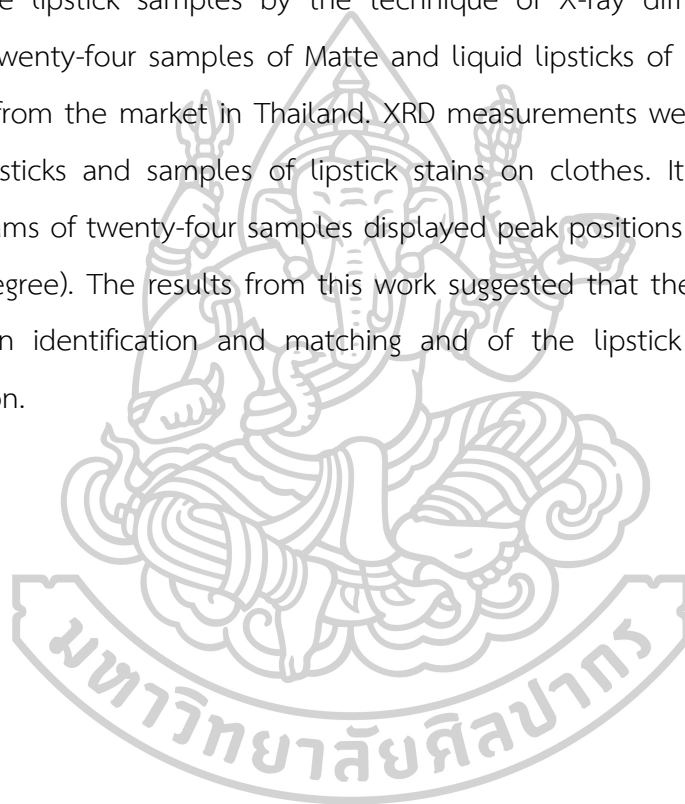 e lipstick samples by the technique of X-ray dif
wenty-four samples of Matte and liquid lipsticks of
from the market in Thailand. XRD measurements we
sticks and samples of lipstick stains on clothes. It
ams of twenty-four samples displayed peak positions
egree). The results from this work suggested that the
n identification and matching and of the lipstick
on.
มหาวิทยาลัยศิลปากร